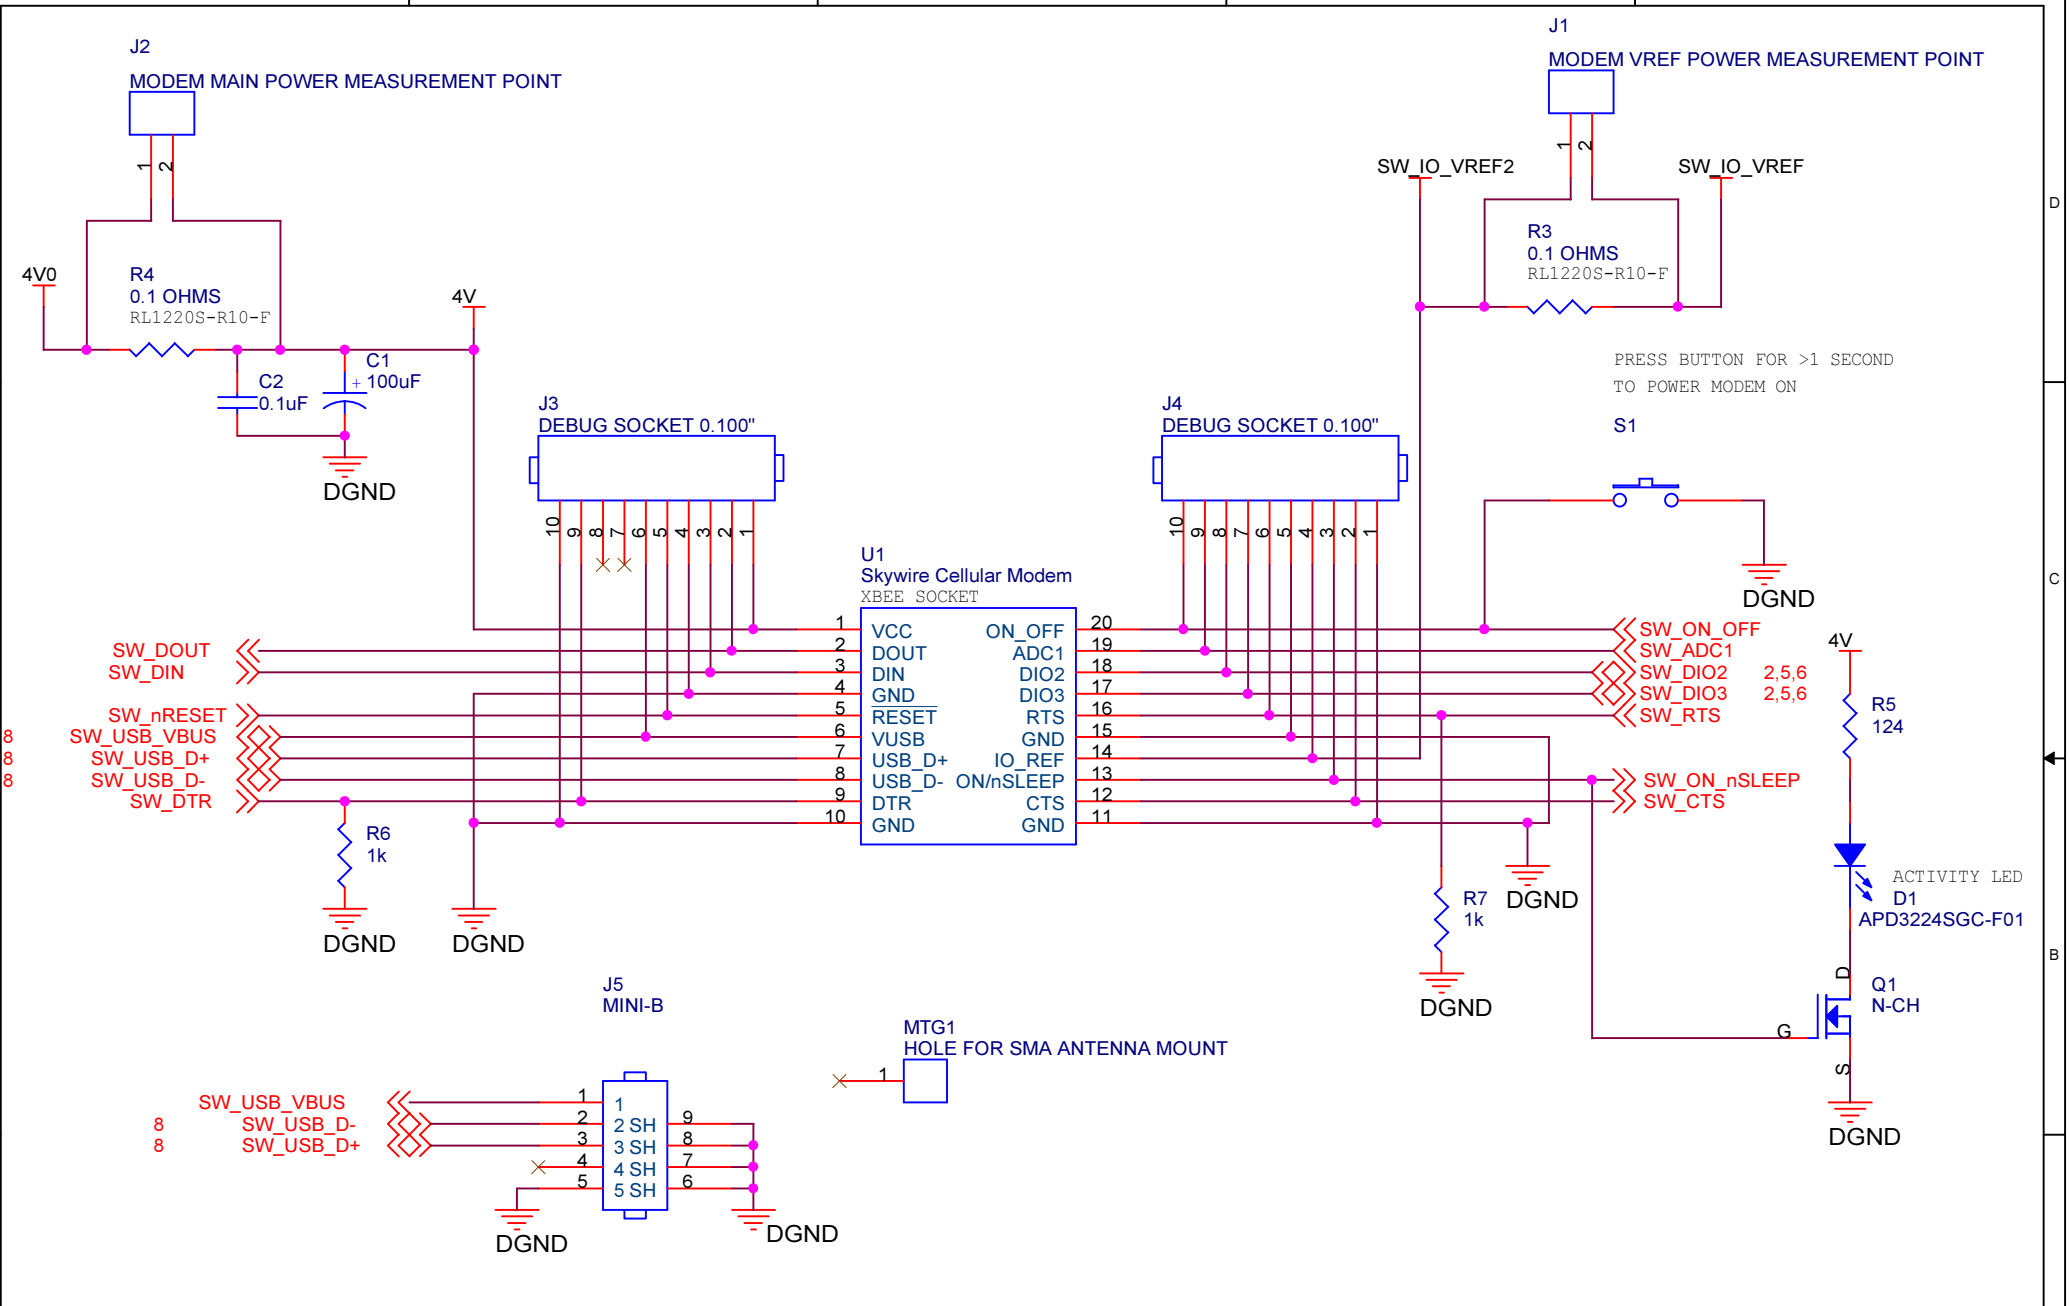 J2
MODEM MAIN POWER MEASUREMENT POINT
1
2
4V0
R4
0.1 OHMS
RL1220S-R10-F
4V
C2
0.1uF
C1
+
100uF
DGND
J1
MODEM VREF POWER MEASUREMENT POINT
1
2
SW_IO_VREF2
SW_IO_VREF
R3
0.1 OHMS
RL1220S-R10-F
D
PRESS BUTTON FOR >1 SECOND
TO POWER MODEM ON
S1
DGND
J3
DEBUG SOCKET 0.100"
10 9 8 7 6 5 4 3 2 1
J4
DEBUG SOCKET 0.100"
10 9 8 7 6 5 4 3 2 1
C
U1
Skywire Cellular Modem
XBEE SOCKET
1 VCC ON_OFF 20
2 DOUT ADC1 19
3 DIN DIO2 18
4 GND DIO3 17
5 RESET RTS 16
6 VUSB GND 15
7 USB_D+ IO_REF 14
8 USB_D- ON/nSLEEP 13
9 DTR CTS 12
10 GND GND 11
SW_DOUT
SW_DIN
SW_nRESET
8 SW_USB_VBUS
8 SW_USB_D+
8 SW_USB_D-
SW_DTR
R6
1k
DGND
DGND
SW_ON_OFF
SW_ADC1
SW_DIO2 2,5,6
SW_DIO3 2,5,6
SW_RTS
SW_ON_nSLEEP
SW_CTS
R7
1k
DGND
DGND
4V
R5
124
ACTIVITY LED
D1
APD3224SGC-F01
D
Q1
N-CH
G
S
DGND
B
J5
MINI-B
SW_USB_VBUS
8 SW_USB_D-
8 SW_USB_D+
1 1
2 2 SH 9
3 3 SH 8
4 4 SH 7
5 5 SH 6
DGND
DGND
MTG1
HOLE FOR SMA ANTENNA MOUNT
1